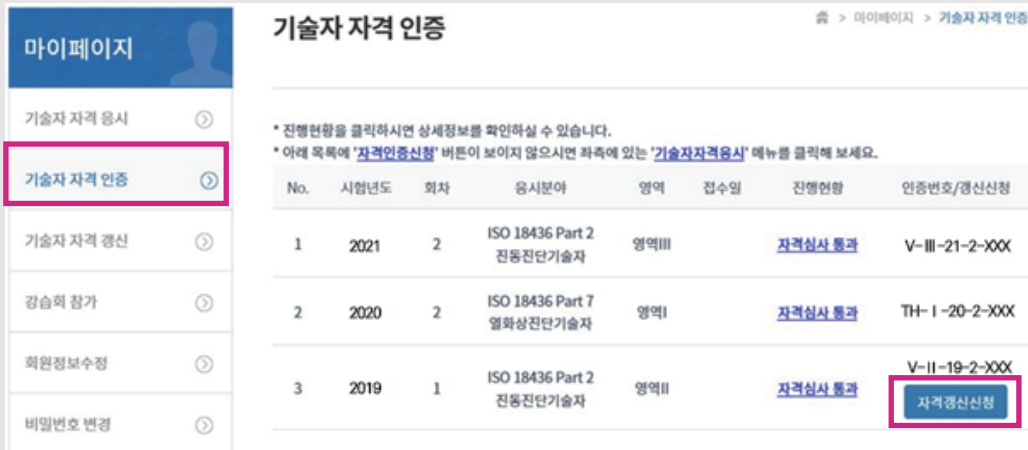 마이페이지
기술자 자격 응시
기술자 자격 인증
기술자 자격 갱신
강습회 참가
회원정보수정
비밀번호 변경
기술자 자격 인증
> 마이페이지 > 기술자 자격 인증
* 진행현황을 클릭하시면 상세정보를 확인하실 수 있습니다.
* 아래 목록에 '자격인증신청' 버튼이 보이지 않으시면 좌측에 있는 '기술자자격응시' 메뉴를 클릭해 보세요.
No. 시험년도 회차 응시분야 영역 접수일 진행현황 인증번호/갱신신청
1 2021 2 ISO 18436 Part 2 진동진단기술자 영역III 자격심사 통과 V-Ⅲ-21-2-XXX
2 2020 2 ISO 18436 Part 7 열화상진단기술자 영역I 자격심사 통과 TH-Ⅰ-20-2-XXX
3 2019 1 ISO 18436 Part 2 진동진단기술자 영역II 자격심사 통과 V-II-19-2-XXX
자격갱신신청